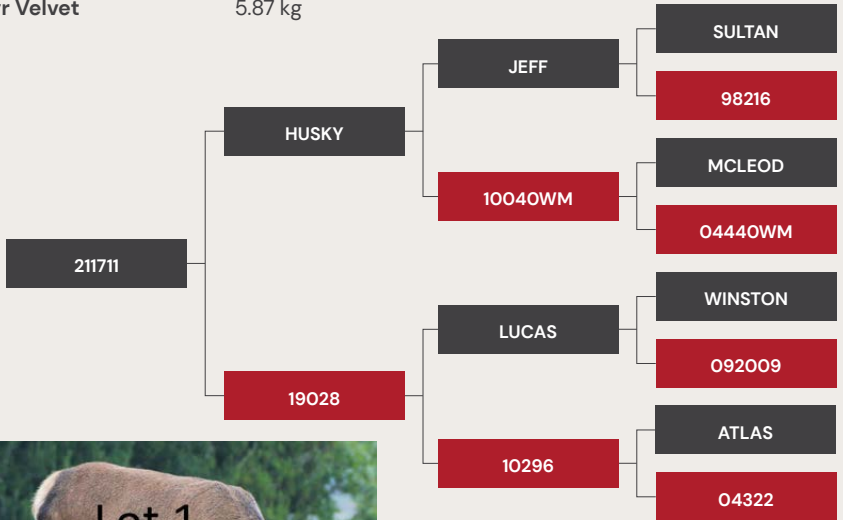 Velvet 5.87 kg
SULTAN
JEFF
98216
HUSKY
MCLEOD
10040WM
04440WM
211711
WINSTON
LUCAS
092009
19028
ATLAS
10296
04322
Lot 1